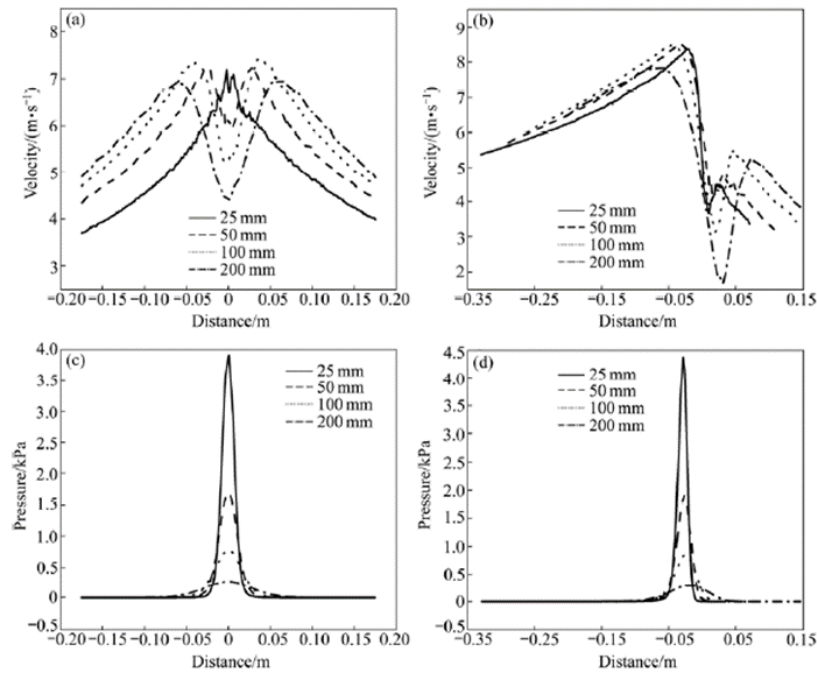 (a)
8
7
6
5
4
3
Velocity/(m•s⁻¹)
25 mm
50 mm
100 mm
200 mm
−0.20 −0.15 −0.10 −0.05 0 0.05 0.10 0.15 0.20
Distance/m
(b)
9
8
7
6
5
4
3
2
Velocity/(m•s⁻¹)
25 mm
50 mm
100 mm
200 mm
−0.33 −0.25 −0.15 −0.05 0.05 0.15
Distance/m
(c)
4.0
3.5
3.0
2.5
2.0
1.5
1.0
0.5
0
−0.5
Pressure/kPa
25 mm
50 mm
100 mm
200 mm
−0.20 −0.15 −0.10 −0.05 0 0.05 0.10 0.15 0.20
Distance/m
(d)
4.5
4.0
3.5
3.0
2.5
2.0
1.5
1.0
0.5
0
−0.5
Pressure/kPa
25 mm
50 mm
100 mm
200 mm
−0.33 −0.25 −0.15 −0.05 0.05 0.15
Distance/m